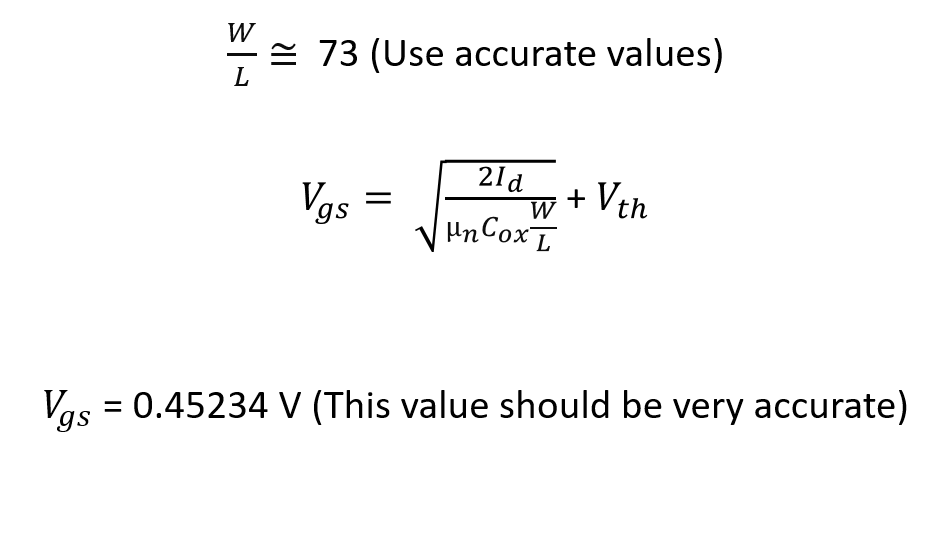 W/L ≅ 73 (Use accurate values)
V_gs = √(2I_d / μ_n C_ox W/L) + V_th
V_gs = 0.45234 V (This value should be very accurate)